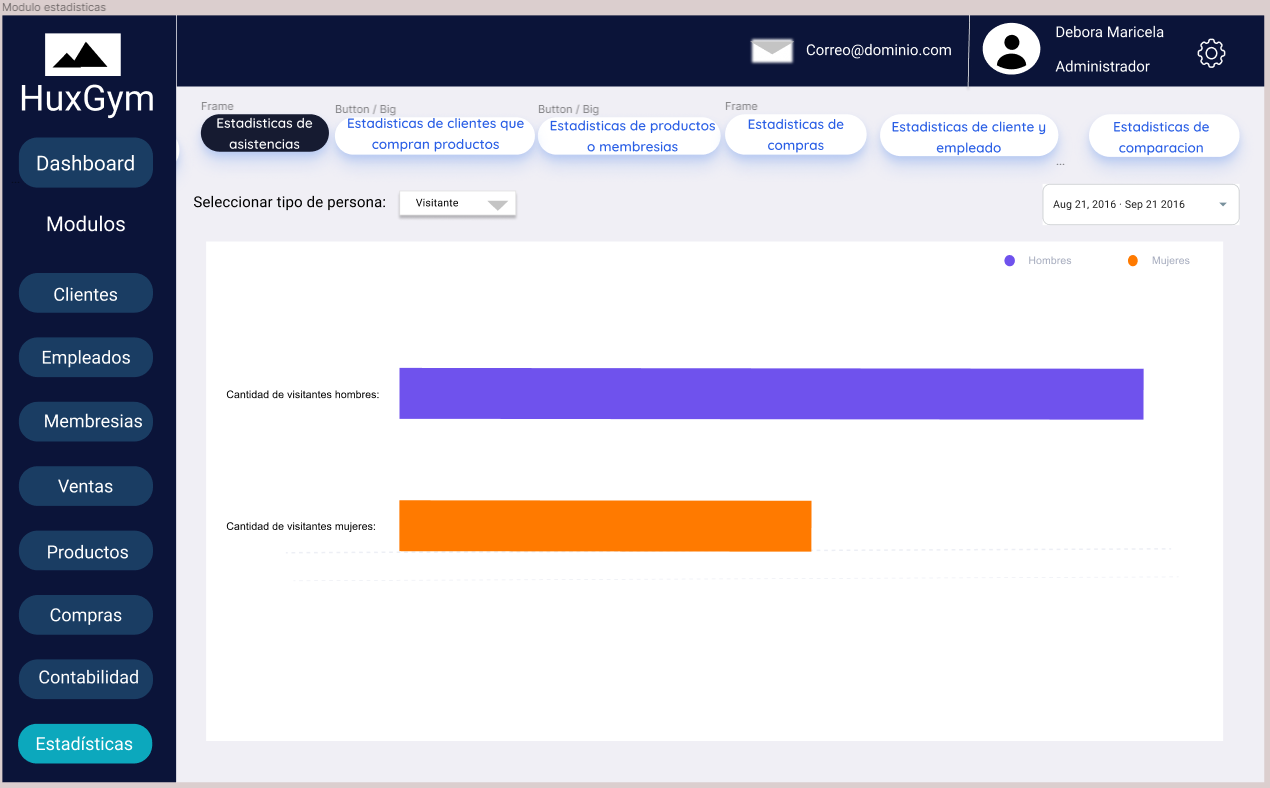 Modulo estadisticas
HuxGym
Correo@dominio.com
Debora Maricela
Administrador
Dashboard
Modulos
Clientes
Empleados
Membresias
Ventas
Productos
Compras
Contabilidad
Estadísticas
Frame
Estadisticas de
asistencias
Button / Big
Estadisticas de clientes que
compran productos
Button / Big
Estadisticas de productos
o membresias
Frame
Estadisticas de
compras
Estadisticas de cliente y
empleado
...
Estadisticas de
comparacion
Seleccionar tipo de persona:
Visitante
Aug 21, 2016 · Sep 21 2016
Hombres
Mujeres
Cantidad de visitantes hombres:
Cantidad de visitantes mujeres: